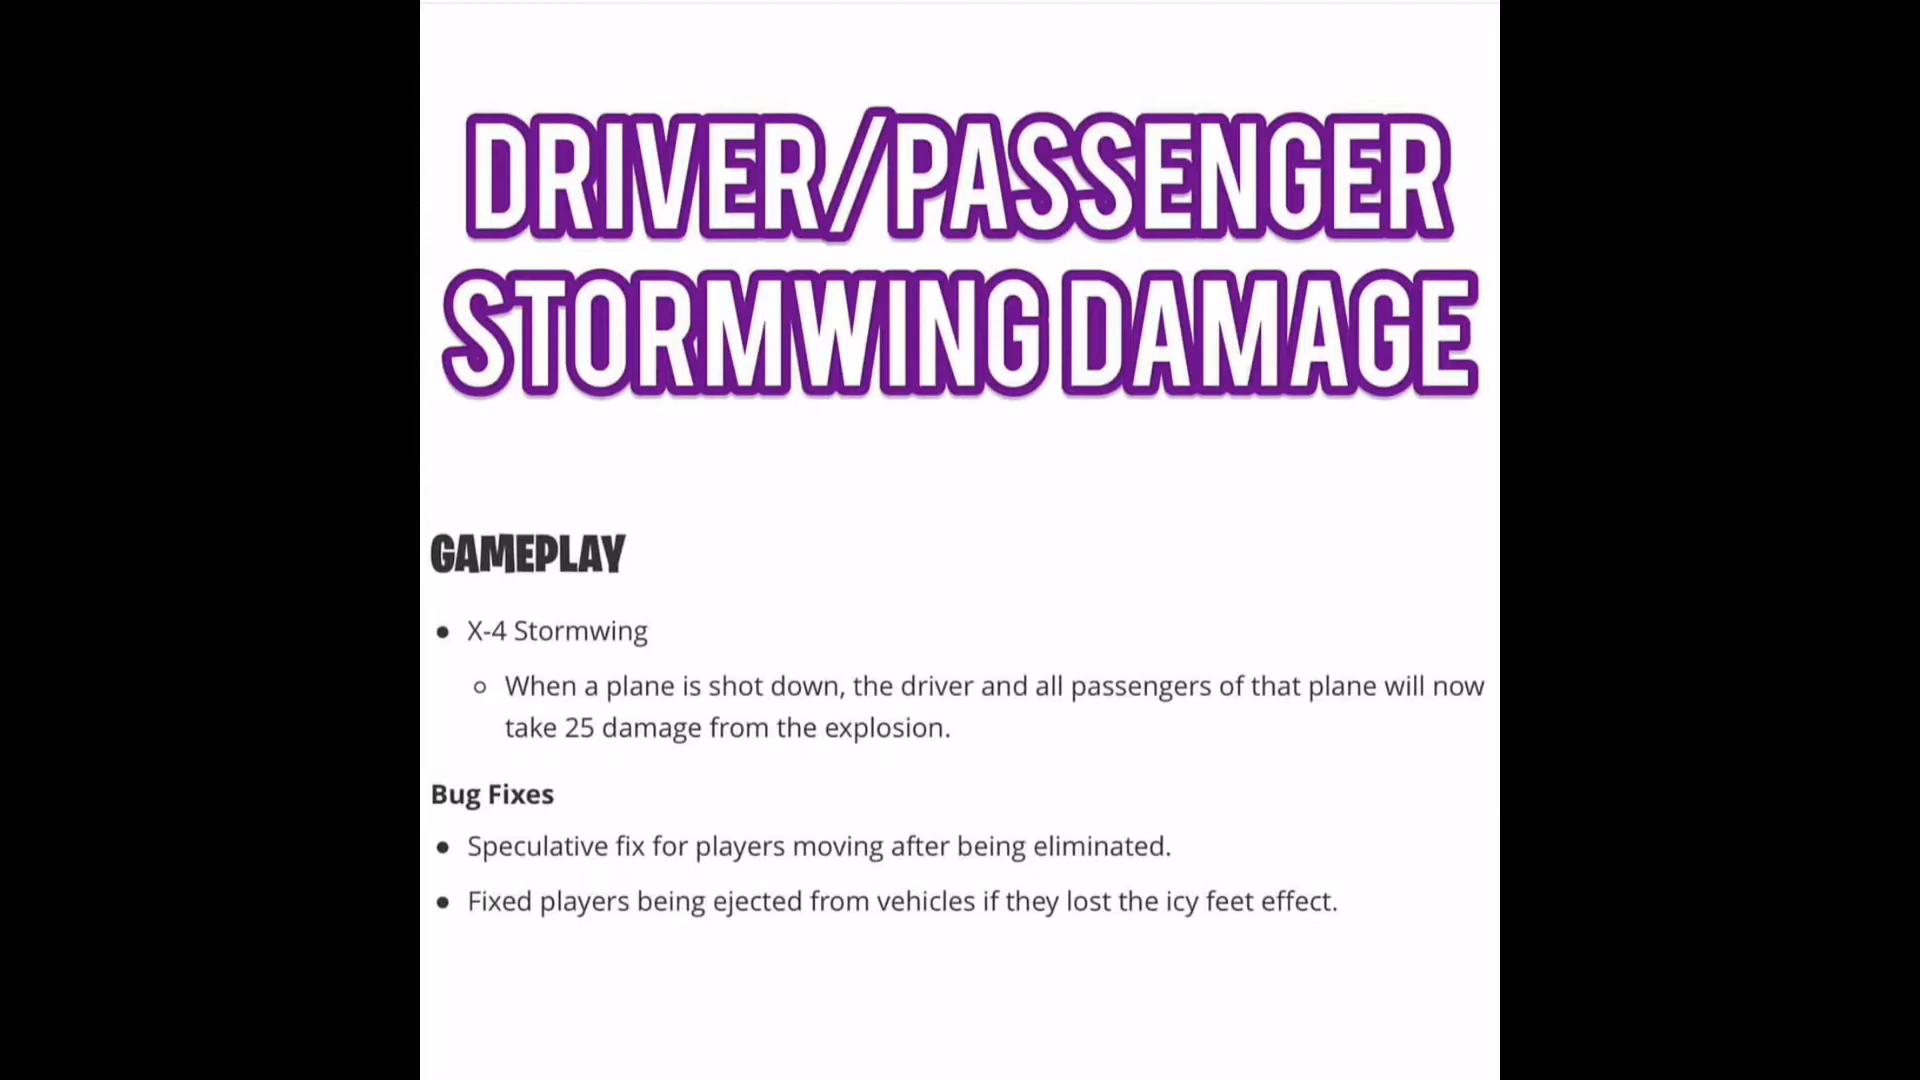 DRIVER/PASSENGER
STORMWING DAMAGE
GAMEPLAY
● X-4 Stormwing
○ When a plane is shot down, the driver and all passengers of that plane will now
take 25 damage from the explosion.
Bug Fixes
● Speculative fix for players moving after being eliminated.
● Fixed players being ejected from vehicles if they lost the icy feet effect.